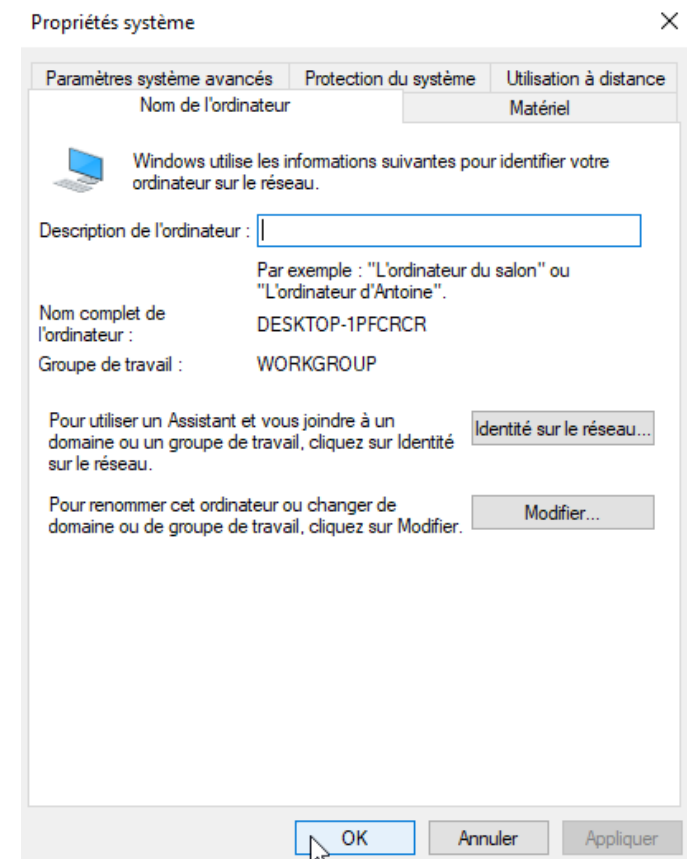 Propriétés système
Paramètres système avancés
Protection du système
Utilisation à distance
Nom de l'ordinateur
Matériel
Windows utilise les informations suivantes pour identifier votre
ordinateur sur le réseau.
Description de l'ordinateur :
Par exemple : "L'ordinateur du salon" ou
"L'ordinateur d'Antoine".
Nom complet de
l'ordinateur :
DESKTOP-1PFCRCR
Groupe de travail :
WORKGROUP
Pour utiliser un Assistant et vous joindre à un
domaine ou un groupe de travail, cliquez sur Identité
sur le réseau.
Identité sur le réseau...
Pour renommer cet ordinateur ou changer de
domaine ou de groupe de travail, cliquez sur Modifier.
Modifier...
OK
Annuler
Appliquer